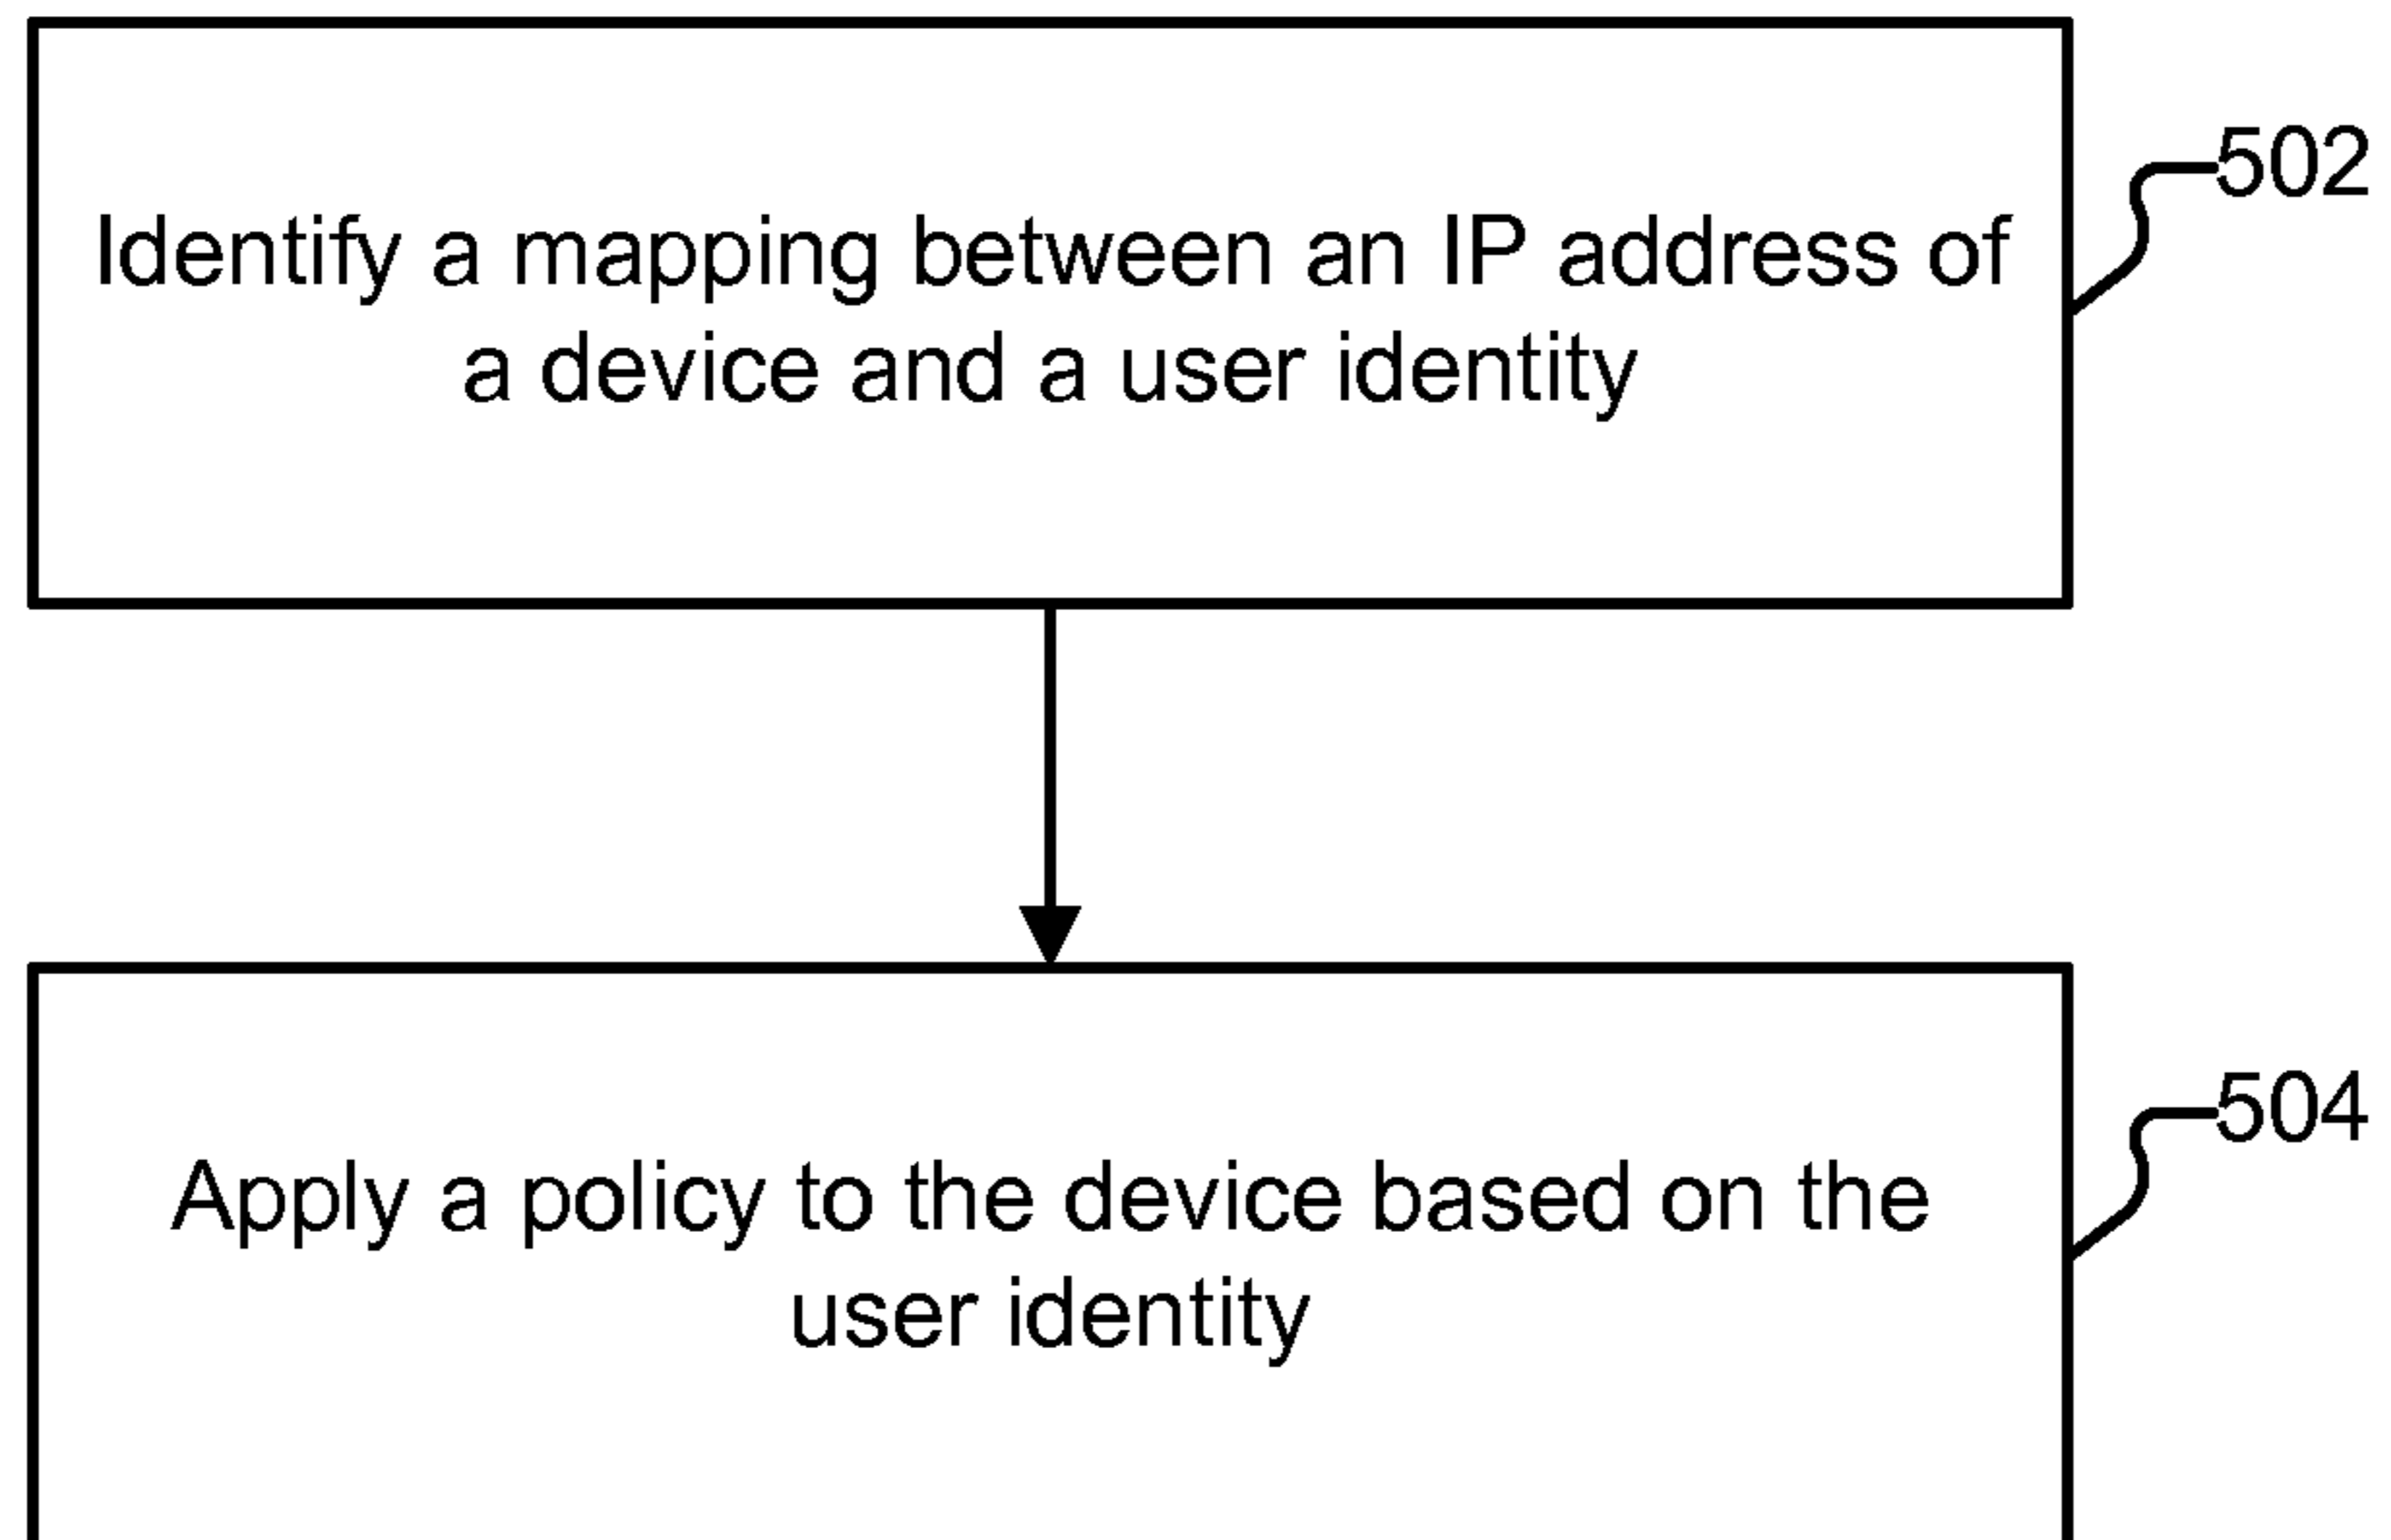 502
Identify a mapping between an IP address of
a device and a user identity
504
Apply a policy to the device based on the
user identity